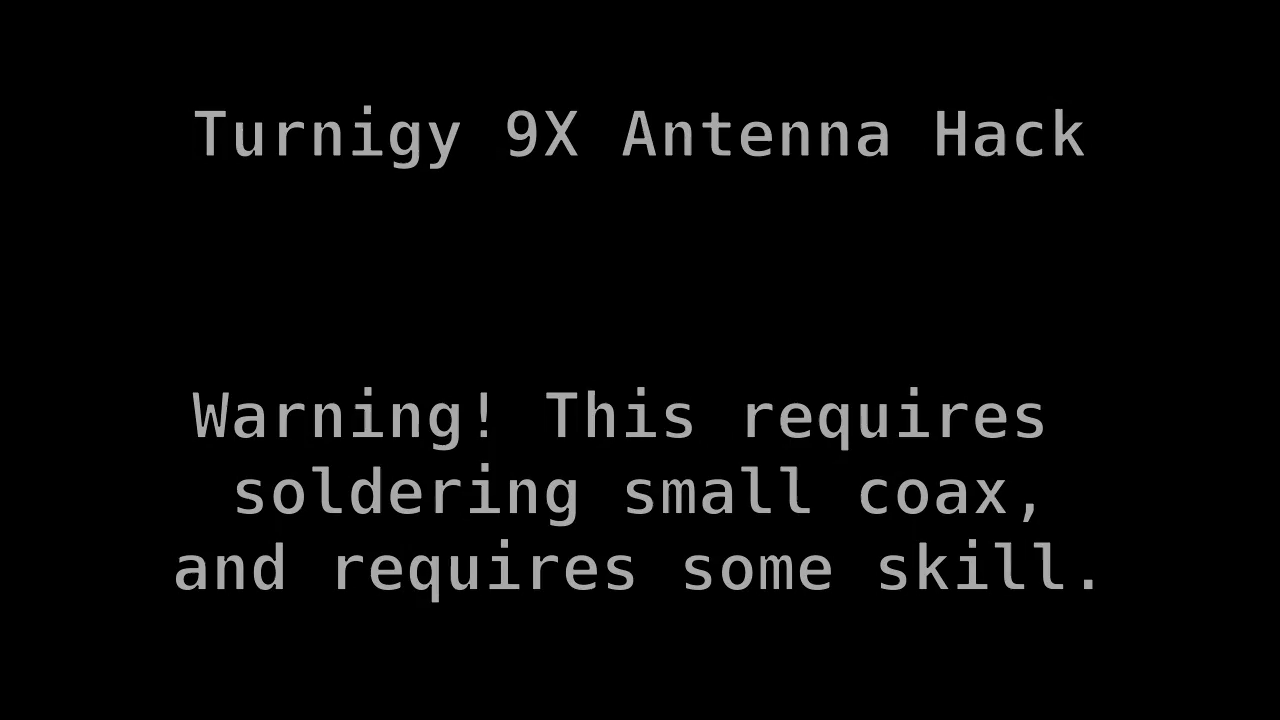 Turnigy 9X Antenna Hack
Warning! This requires
soldering small coax,
and requires some skill.